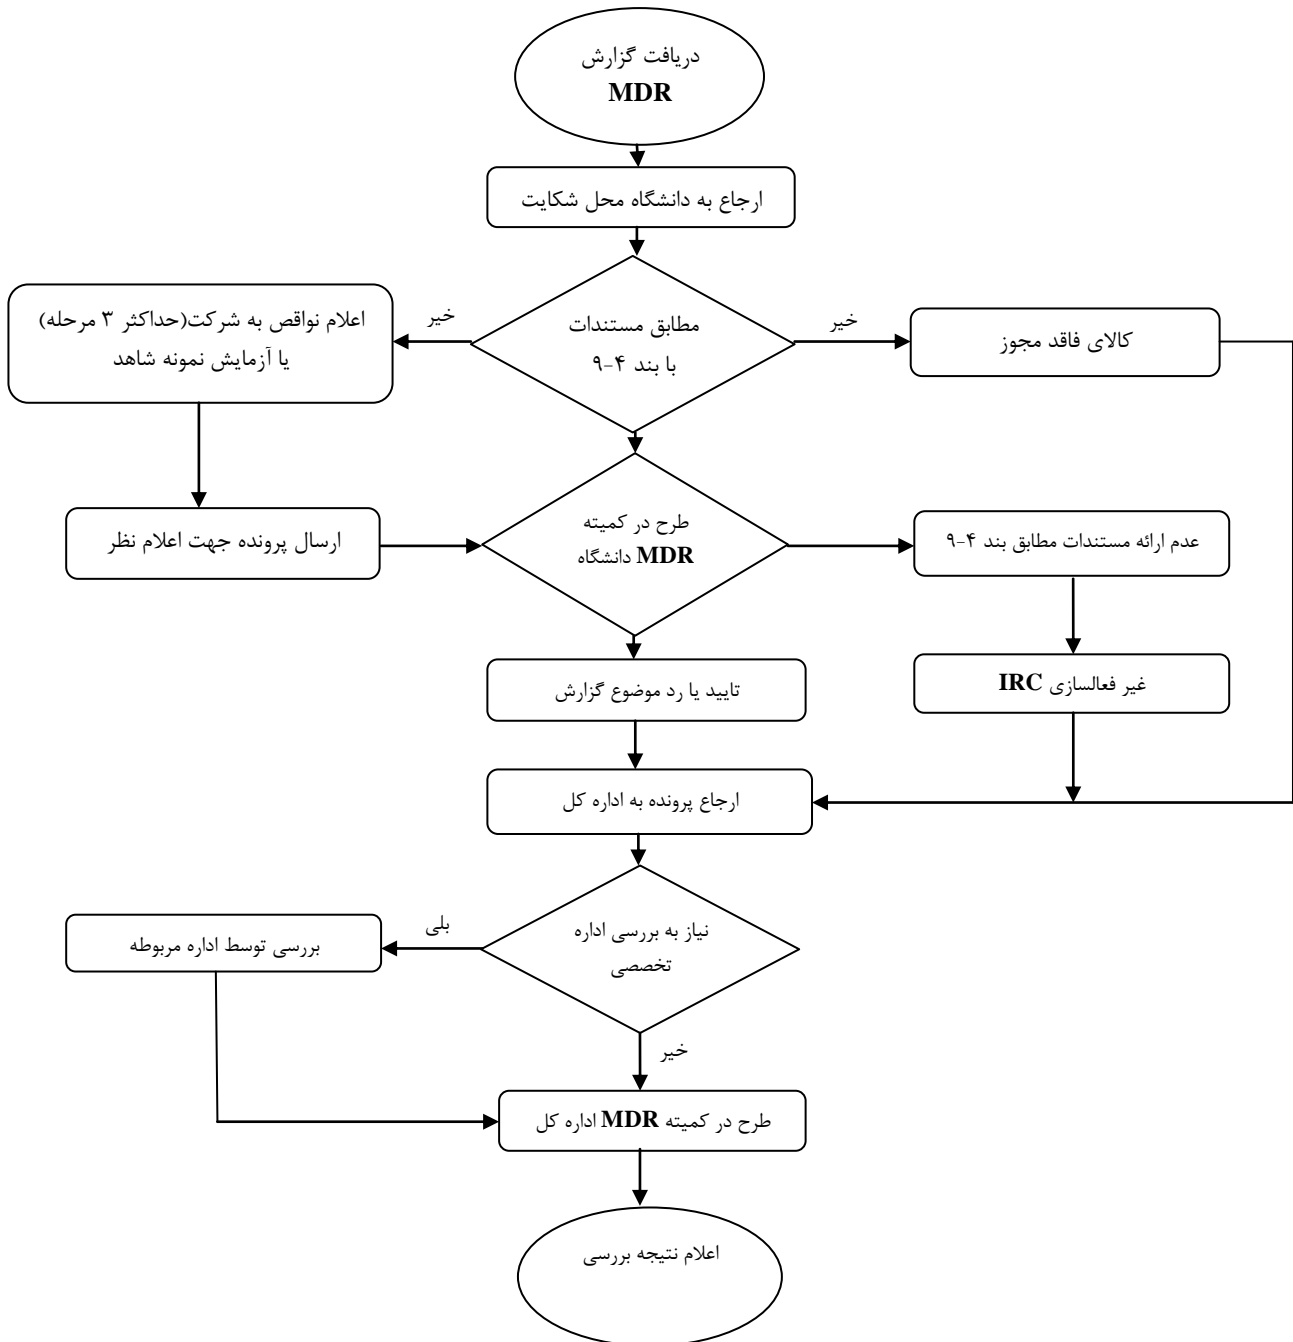 دریافت گزارش
MDR
ارجاع به دانشگاه محل شکایت
مطابق مستندات
با بند ۴-۹
خیر
خیر
کالای فاقد مجوز
اعلام نواقص به شرکت(حداکثر ۳ مرحله)
یا آزمایش نمونه شاهد
ارسال پرونده جهت اعلام نظر
طرح در کمیته
MDR دانشگاه
عدم ارائه مستندات مطابق بند ۴-۹
غیر فعالسازی IRC
تایید یا رد موضوع گزارش
ارجاع پرونده به اداره کل
نیاز به بررسی اداره
تخصصی
بلی
بررسی توسط اداره مربوطه
خیر
طرح در کمیته MDR اداره کل
اعلام نتیجه بررسی